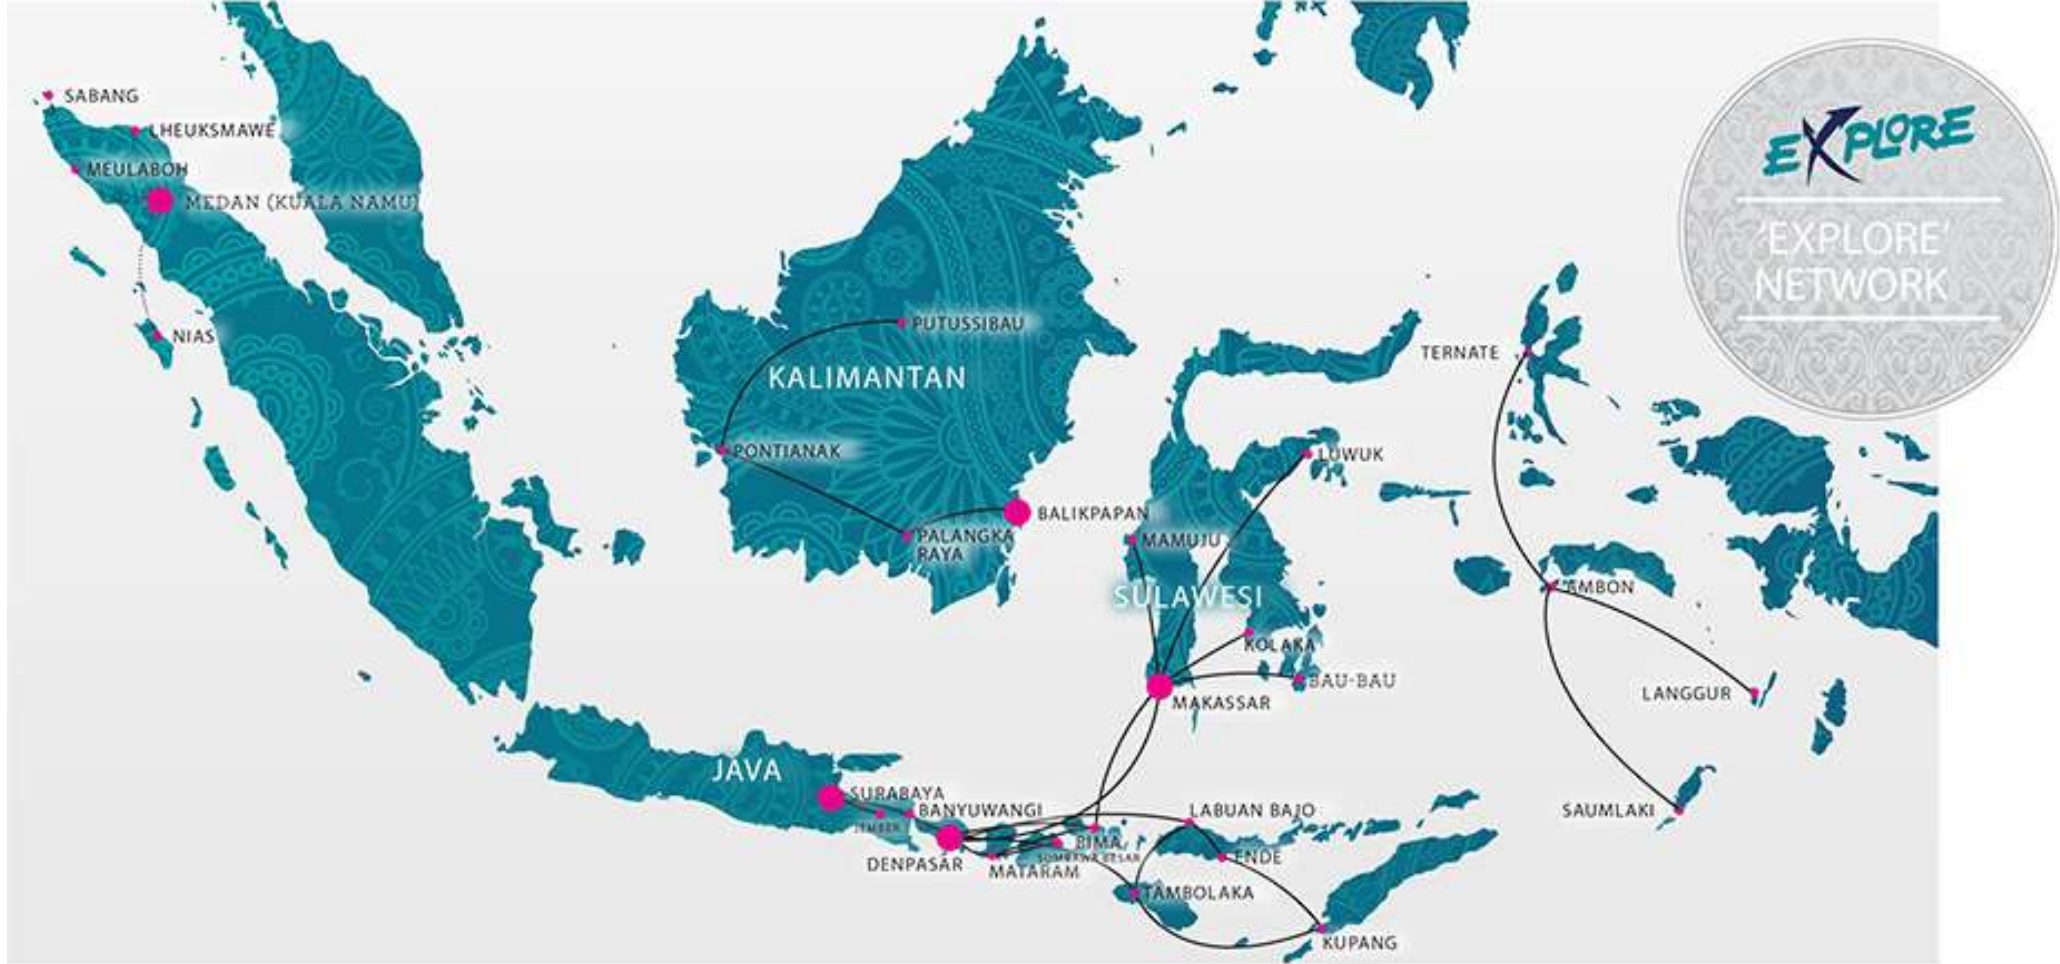 SABANG
LHEUKSMAWE
MEULABOH
MEDAN (KUALA NAMU)
NIAS
EXPLORE
'EXPLORE'
NETWORK
PUTUSSIBAU
KALIMANTAN
PONTIANAK
BALIKPAPAN
PALANGKA
RAYA
TERNATE
LUWUK
MAMUJU
SULAWESI
KOLAKA
BAU-BAU
MAKASSAR
AMBON
LANGGUR
SAUMLAKI
JAVA
SURABAYA
BANYUWANGI
JEMBER
DENPASAR
MATARAM
BIMA
SUMBAWA BESAR
LABUAN BAJO
ENDE
TAMBOLAKA
KUPANG